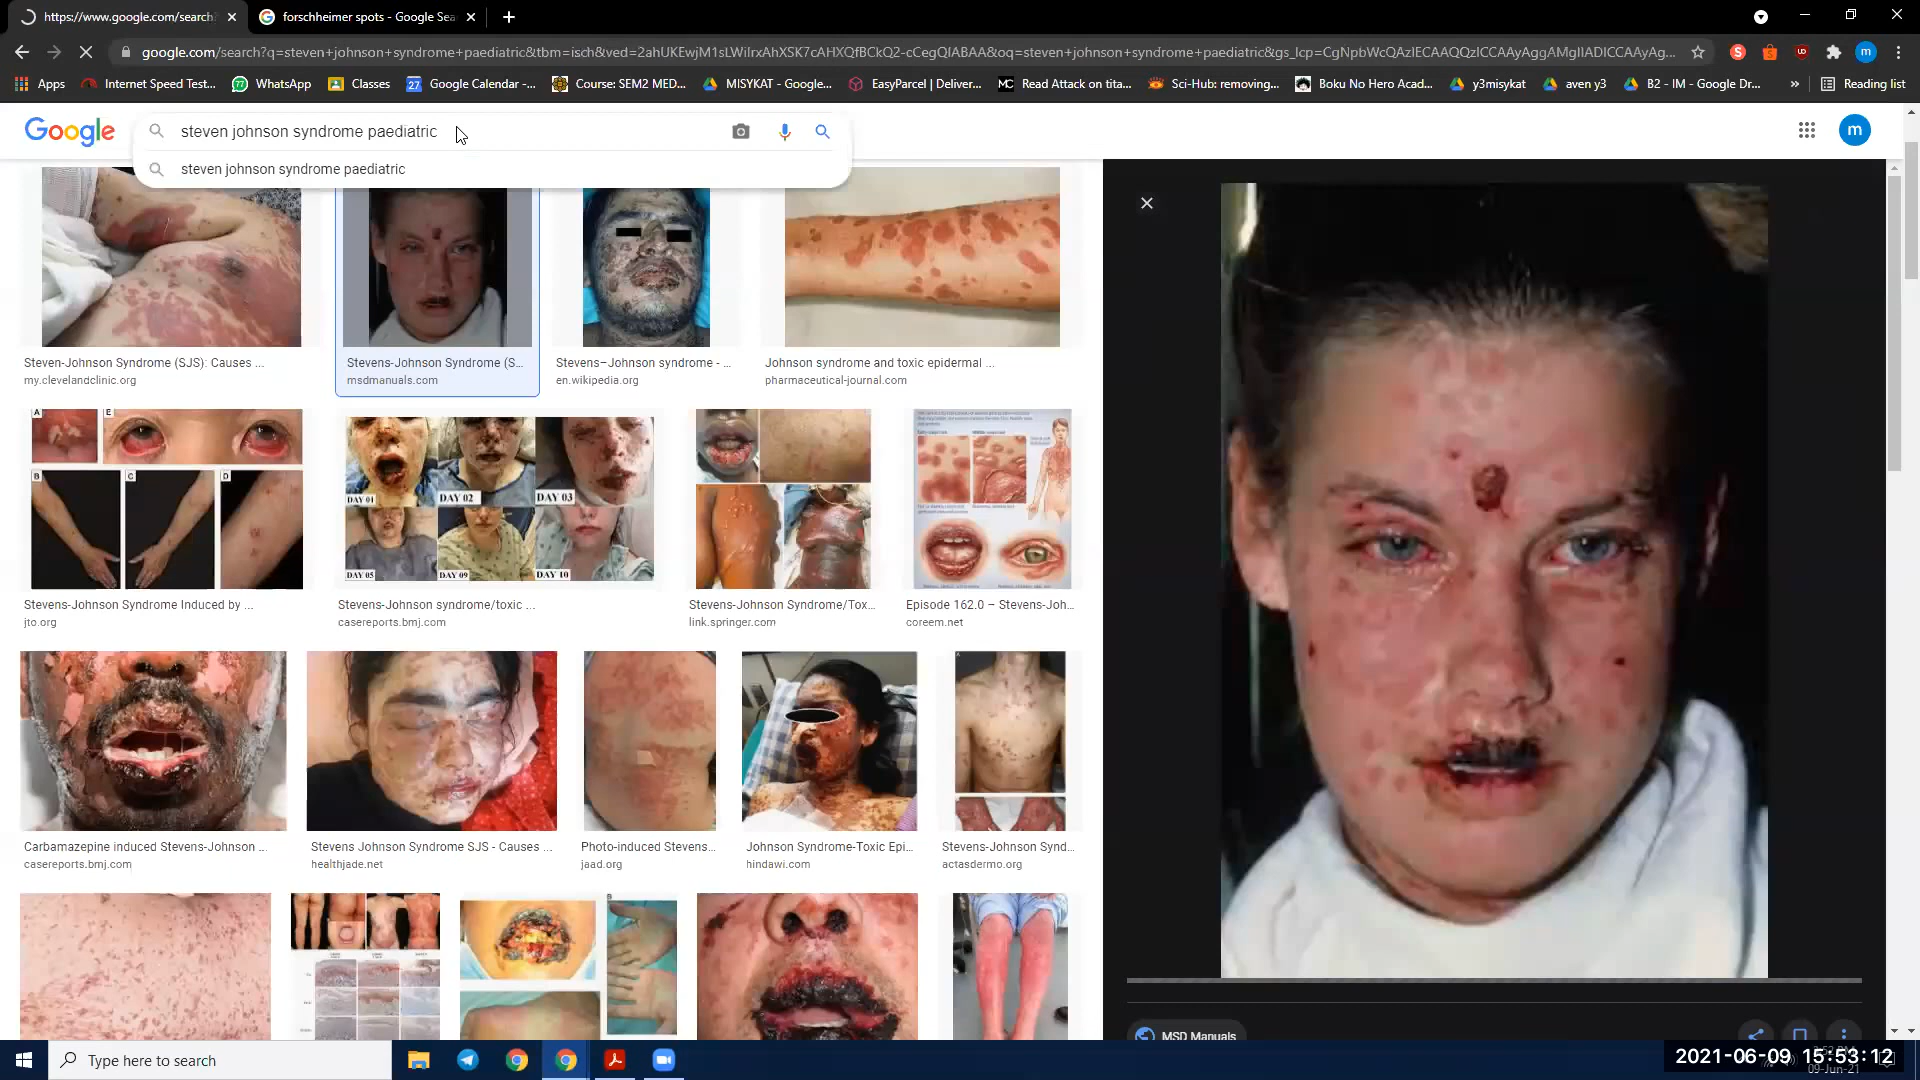 https://www.google.com/search?
forschheimer spots - Google Sea
google.com/search?q=steven+johnson+syndrome+paediatric&tbm=isch&ved=
Apps
Internet Speed Test...
WhatsApp
Classes
Google Calendar -...
Course: SEM2 MED...
MISYKAT - Google...
EasyParcel | Deliver...
MC
Read Attack on tita...
Sci-Hub: removing...
Boku No Hero Acad...
y3misykat
aven y3
B2 - IM - Google Dr...
»
Reading list
Google
steven johnson syndrome paediatric
m
steven johnson syndrome paediatric
Steven-Johnson Syndrome (SJS): Causes ...
my.clevelandclinic.org
Stevens-Johnson Syndrome (S...
msdmanuals.com
Stevens–Johnson syndrome - ...
en.wikipedia.org
Johnson syndrome and toxic epidermal ...
pharmaceutical-journal.com
A
E
B
C
D
DAY 01
DAY 02
DAY 03
DAY 05
DAY 09
DAY 10
Stevens-Johnson Syndrome Induced by ...
jto.org
Stevens-Johnson syndrome/toxic ...
casereports.bmj.com
Stevens-Johnson Syndrome/Tox...
link.springer.com
Episode 162.0 – Stevens-Joh...
coreem.net
Carbamazepine induced Stevens-Johnson ...
casereports.bmj.com
Stevens Johnson Syndrome SJS - Causes ...
healthjade.net
Photo-induced Stevens...
jaad.org
Johnson Syndrome-Toxic Epi...
hindawi.com
Stevens-Johnson Synd...
actasdermo.org
MSD Manuals
Type here to search
2021-06-09 15:53:12
09-Jun-21